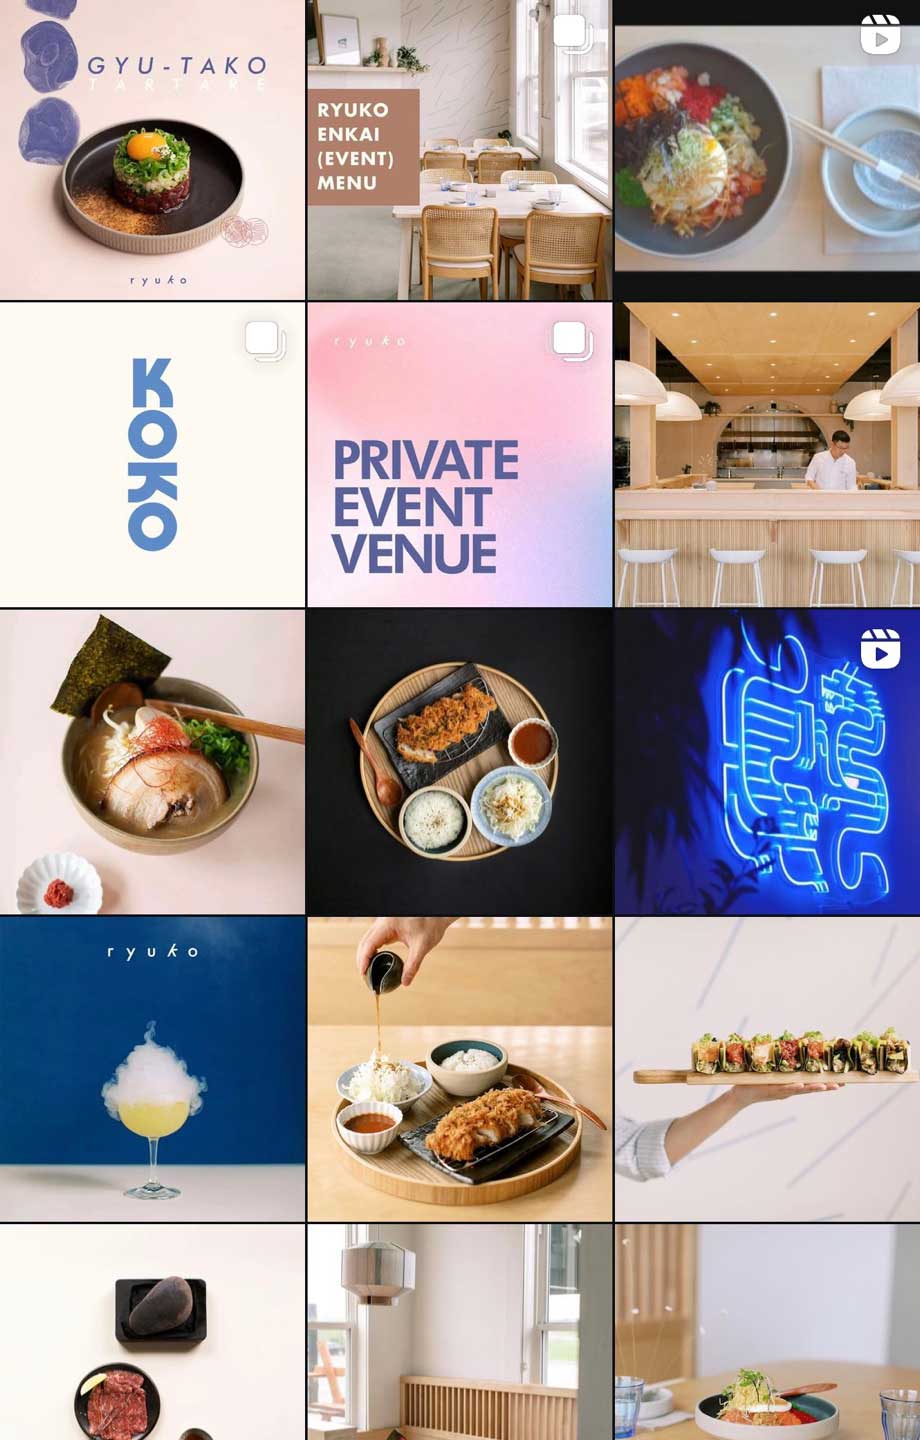 GYU-TAKO
TARTARE
ryuko
RYUKO
ENKAI
(EVENT)
MENU
KOKO
ryuko
PRIVATE
EVENT
VENUE
ryuko